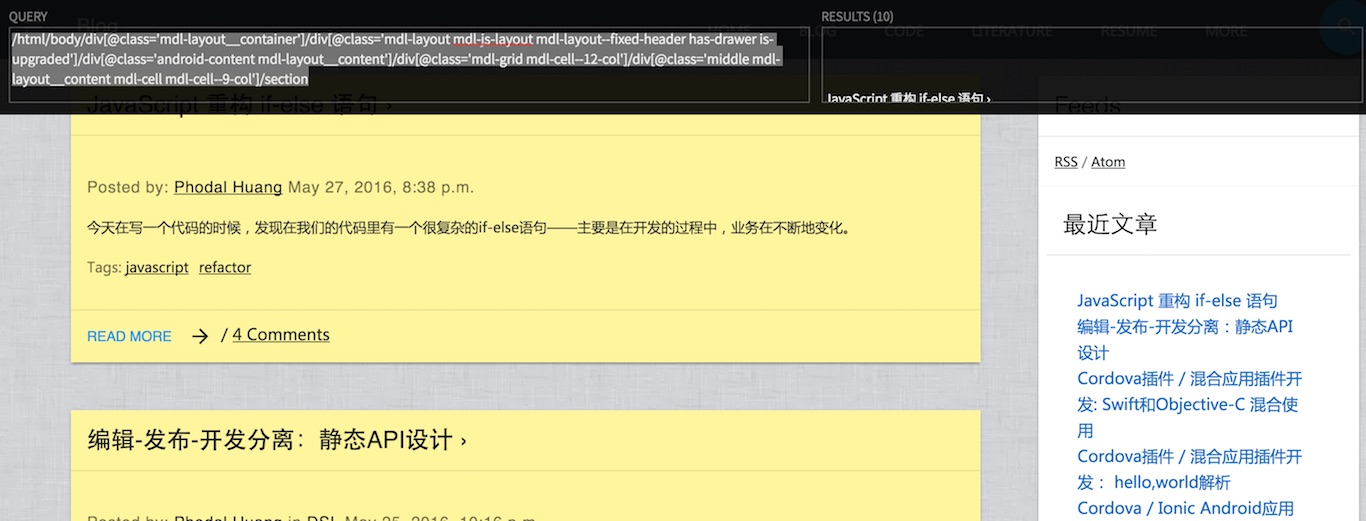 QUERY
RESULTS (10)
/html/body/div[@class='mdl-layout__container']/div[@class='mdl-layout mdl-js-layout mdl-layout--fixed-header has-drawer is-
upgraded']/div[@class='android-content mdl-layout__content']/div[@class='mdl-grid mdl-cell--12-col']/div[@class='middle mdl-
layout__content mdl-cell mdl-cell--9-col']/section
JavaScript 重构 if-else 语句 ›
Blog
HOME BLOG CODE LITERATURE RESUME MORE
JavaScript 重构 if-else 语句 ›
Posted by: Phodal Huang May 27, 2016, 8:38 p.m.
今天在写一个代码的时候，发现在我们的代码里有一个很复杂的if-else语句——主要是在开发的过程中，业务在不断地变化。
Tags: javascript refactor
READ MORE → / 4 Comments
编辑-发布-开发分离：静态API设计 ›
Posted by: Phodal Huang in DSL May 25, 2016, 10:16 p.m.
Feeds
RSS / Atom
最近文章
JavaScript 重构 if-else 语句
编辑-发布-开发分离：静态API
设计
Cordova插件 / 混合应用插件开
发: Swift和Objective-C 混合使
用
Cordova插件 / 混合应用插件开
发： hello,world解析
Cordova / Ionic Android应用